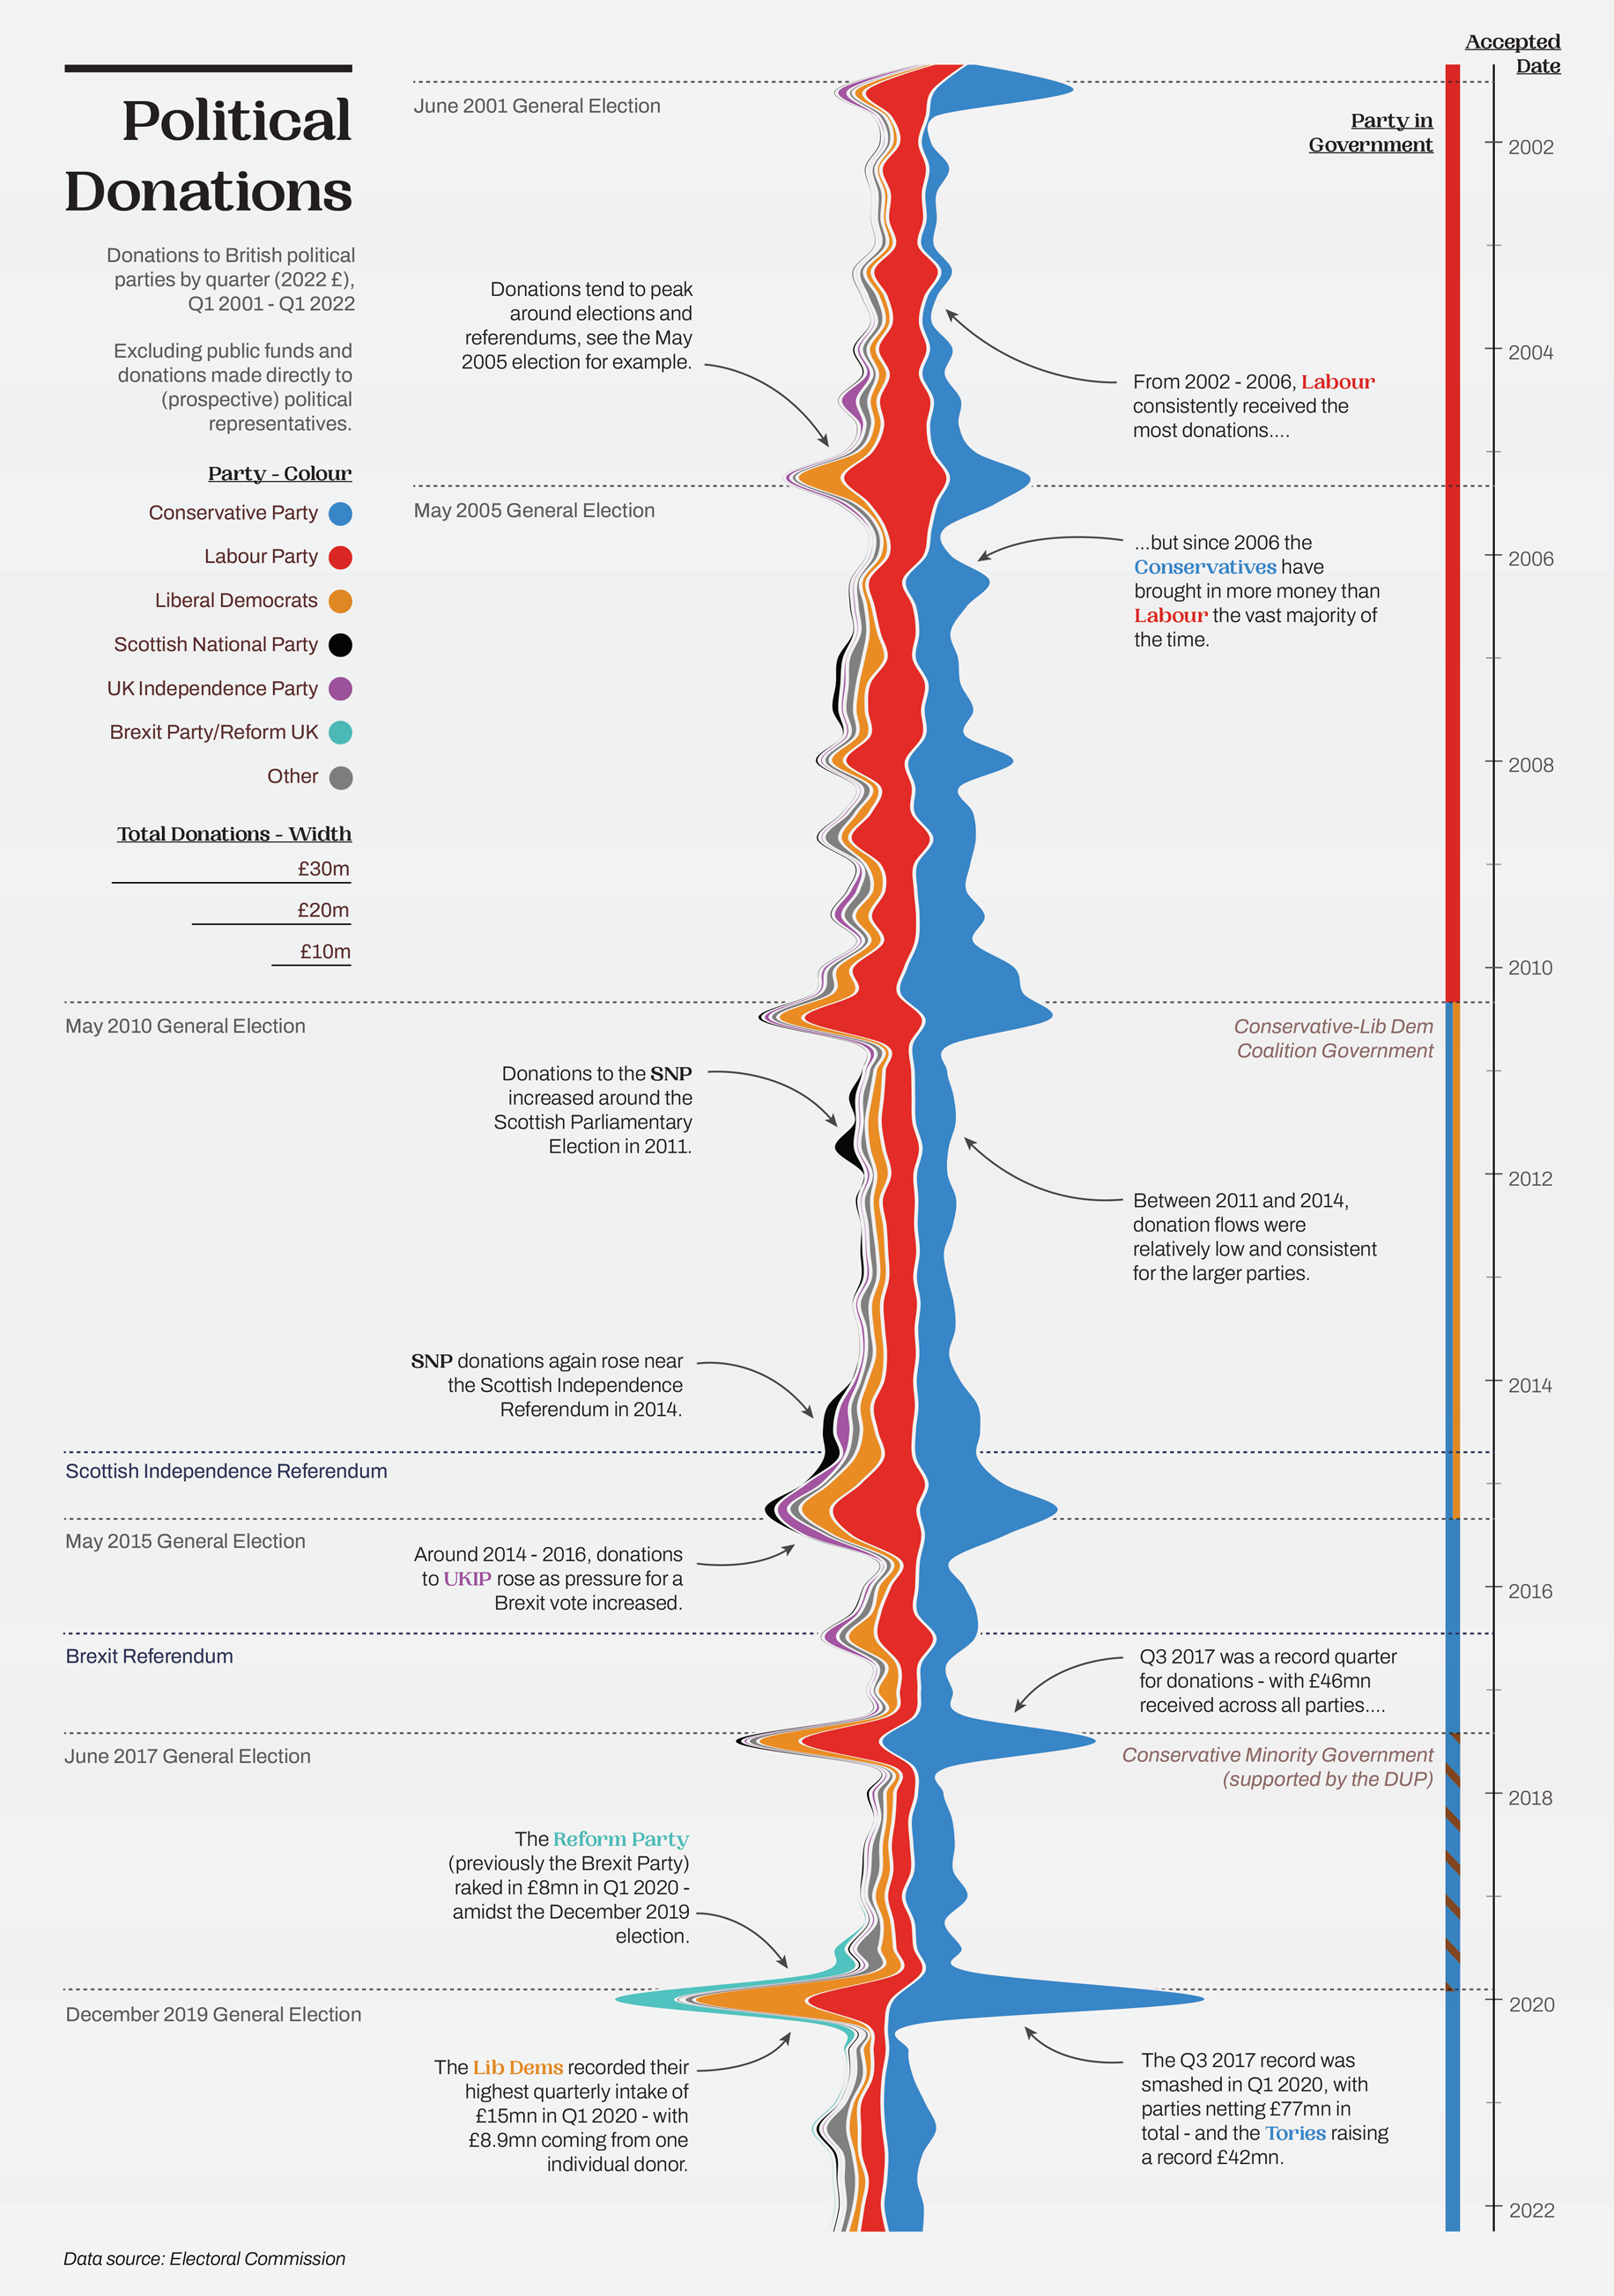 Political
Donations
Donations to British political
parties by quarter (2022 £),
Q1 2001 - Q1 2022
Excluding public funds and
donations made directly to
(prospective) political
representatives.
Party - Colour
Conservative Party
Labour Party
Liberal Democrats
Scottish National Party
UK Independence Party
Brexit Party/Reform UK
Other
Total Donations - Width
£30m
£20m
£10m
Accepted
Date
Party in
Government
June 2001 General Election
2002
Donations tend to peak
around elections and
referendums, see the May
2005 election for example.
2004
From 2002 - 2006, Labour
consistently received the
most donations....
May 2005 General Election
...but since 2006 the
Conservatives have
brought in more money than
Labour the vast majority of
the time.
2006
2008
2010
May 2010 General Election
Conservative-Lib Dem
Coalition Government
Donations to the SNP
increased around the
Scottish Parliamentary
Election in 2011.
2012
Between 2011 and 2014,
donation flows were
relatively low and consistent
for the larger parties.
SNP donations again rose near
the Scottish Independence
Referendum in 2014.
2014
Scottish Independence Referendum
May 2015 General Election
Around 2014 - 2016, donations
to UKIP rose as pressure for a
Brexit vote increased.
2016
Brexit Referendum
Q3 2017 was a record quarter
for donations - with £46mn
received across all parties....
June 2017 General Election
Conservative Minority Government
(supported by the DUP)
2018
The Reform Party
(previously the Brexit Party)
raked in £8mn in Q1 2020 -
amidst the December 2019
election.
December 2019 General Election
2020
The Lib Dems recorded their
highest quarterly intake of
£15mn in Q1 2020 - with
£8.9mn coming from one
individual donor.
The Q3 2017 record was
smashed in Q1 2020, with
parties netting £77mn in
total - and the Tories raising
a record £42mn.
2022
Data source: Electoral Commission